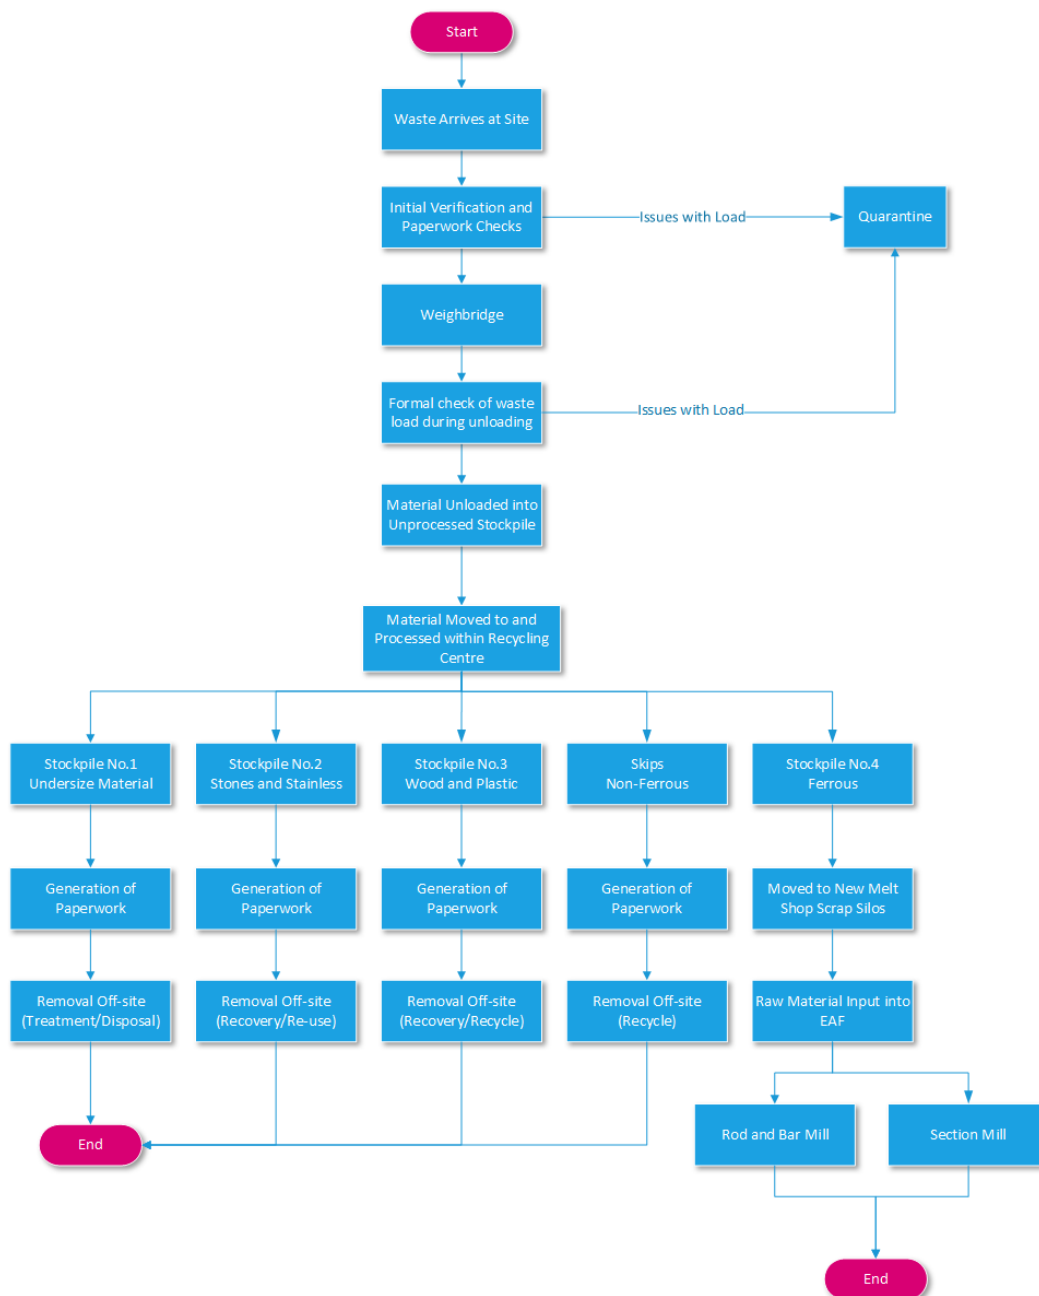 Start
Waste Arrives at Site
Initial Verification and
Paperwork Checks
Issues with Load
Quarantine
Weighbridge
Formal check of waste
load during unloading
Issues with Load
Material Unloaded into
Unprocessed Stockpile
Material Moved to and
Processed within Recycling
Centre
Stockpile No.1
Undersize Material
Stockpile No.2
Stones and Stainless
Stockpile No.3
Wood and Plastic
Skips
Non-Ferrous
Stockpile No.4
Ferrous
Generation of
Paperwork
Generation of
Paperwork
Generation of
Paperwork
Generation of
Paperwork
Moved to New Melt
Shop Scrap Silos
Removal Off-site
(Treatment/Disposal)
Removal Off-site
(Recovery/Re-use)
Removal Off-site
(Recovery/Recycle)
Removal Off-site
(Recycle)
Raw Material Input into
EAF
End
Rod and Bar Mill
Section Mill
End